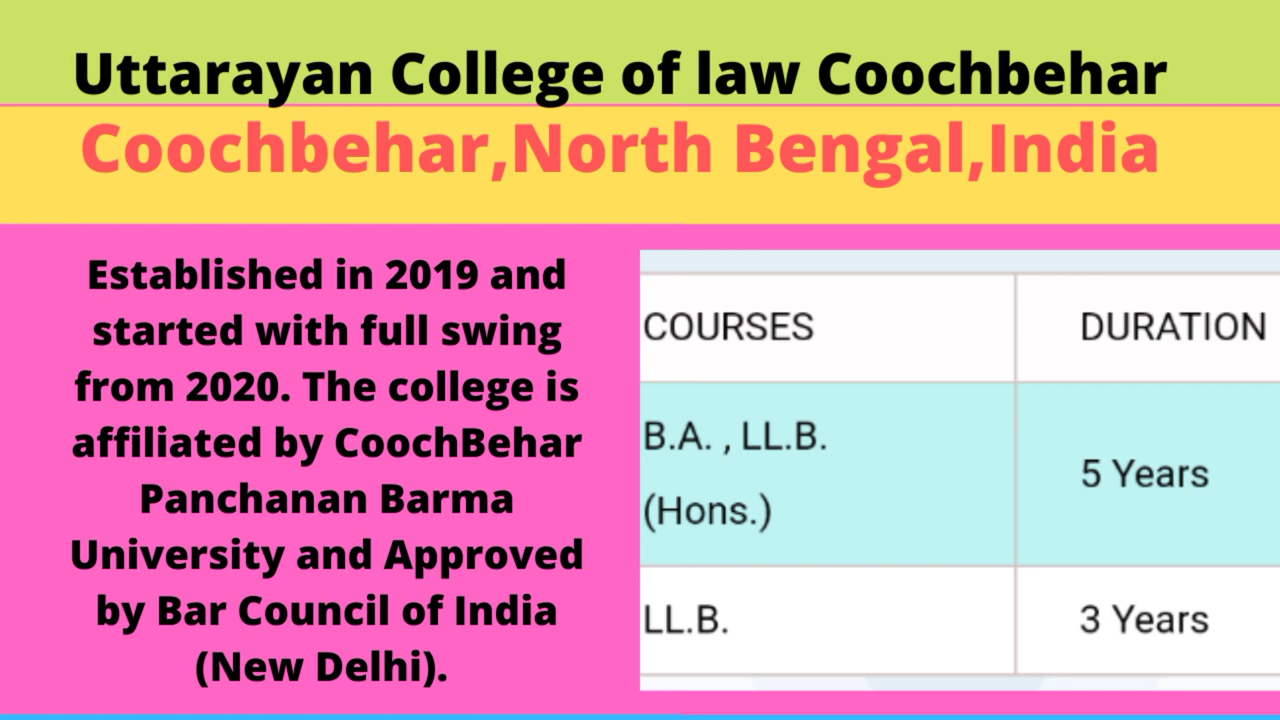 Uttarayan College of law Coochbehar
Coochbehar,North Bengal,India
Established in 2019 and
started with full swing
from 2020. The college is
affiliated by CoochBehar
Panchanan Barma
University and Approved
by Bar Council of India
(New Delhi).
COURSES DURATION
B.A. , LL.B.
(Hons.)
5 Years
LL.B. 3 Years